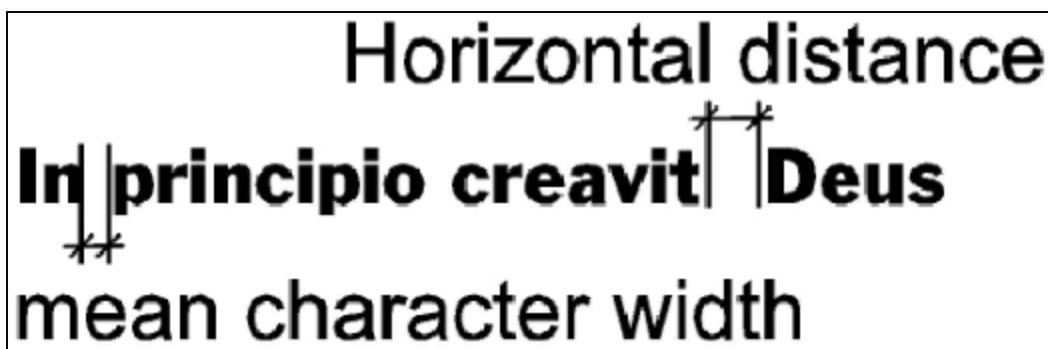 Horizontal distance
In principio creavit Deus
mean character width